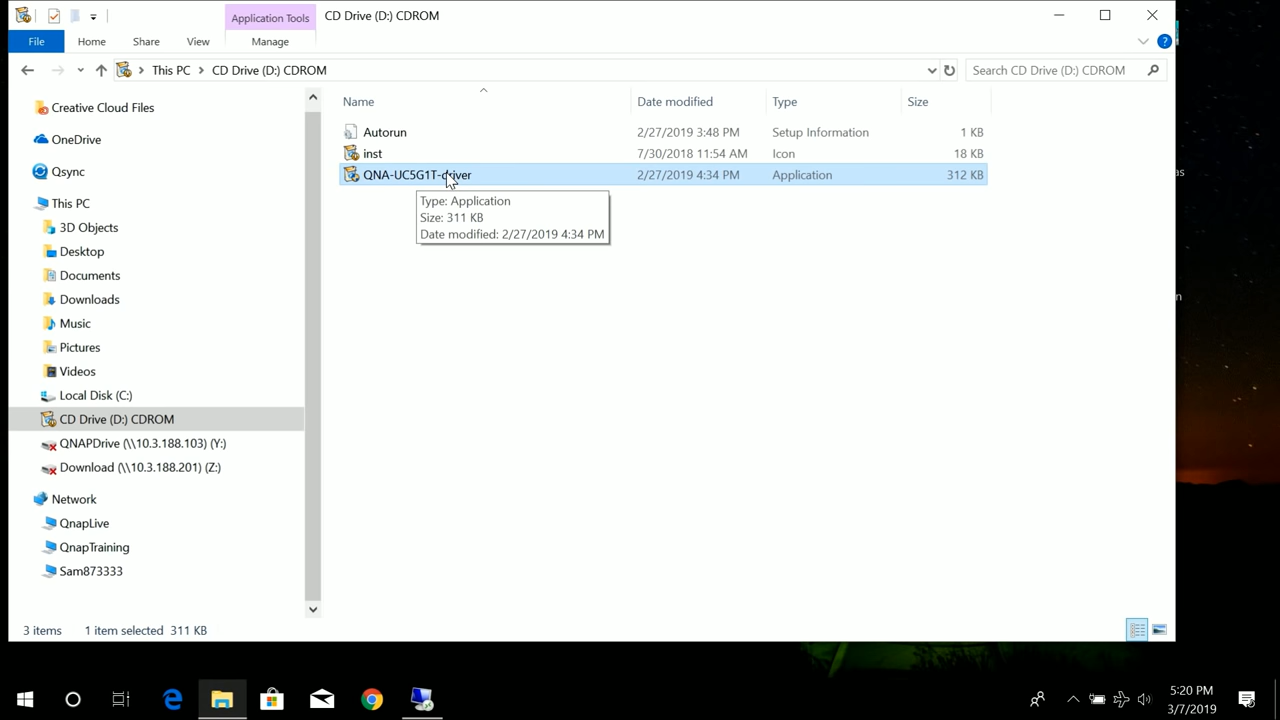 Application Tools
CD Drive (D:) CDROM
File
Home
Share
View
Manage
This PC
CD Drive (D:) CDROM
Search CD Drive (D:) CDROM
Creative Cloud Files
OneDrive
Qsync
This PC
3D Objects
Desktop
Documents
Downloads
Music
Pictures
Videos
Local Disk (C:)
CD Drive (D:) CDROM
QNAPDrive (\\10.3.188.103) (Y:)
Download (\\10.3.188.201) (Z:)
Network
QnapLive
QnapTraining
Sam873333
Name Date modified Type Size
Autorun 2/27/2019 3:48 PM Setup Information 1 KB
inst 7/30/2018 11:54 AM Icon 18 KB
QNA-UC5G1T-driver 2/27/2019 4:34 PM Application 312 KB
Type: Application
Size: 311 KB
Date modified: 2/27/2019 4:34 PM
3 items 1 item selected 311 KB
5:20 PM
3/7/2019